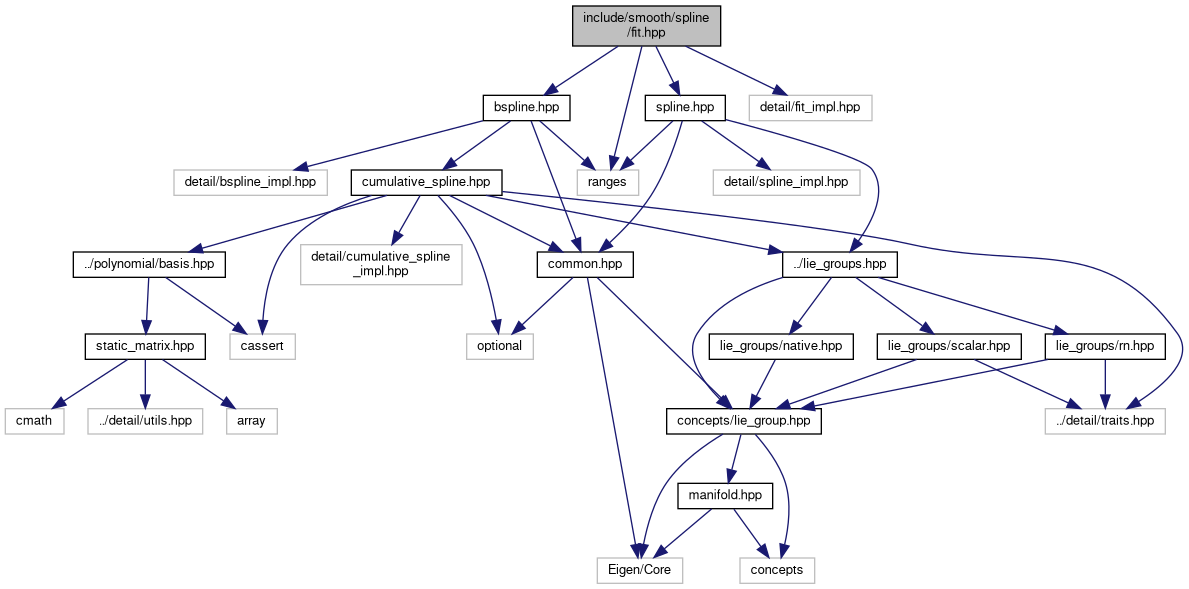 include/smooth/spline
/fit.hpp
bspline.hpp
spline.hpp
detail/fit_impl.hpp
detail/bspline_impl.hpp
cumulative_spline.hpp
ranges
detail/spline_impl.hpp
../polynomial/basis.hpp
detail/cumulative_spline
_impl.hpp
common.hpp
../lie_groups.hpp
static_matrix.hpp
cassert
optional
lie_groups/native.hpp
lie_groups/scalar.hpp
lie_groups/rn.hpp
cmath
../detail/utils.hpp
array
concepts/lie_group.hpp
../detail/traits.hpp
manifold.hpp
Eigen/Core
concepts